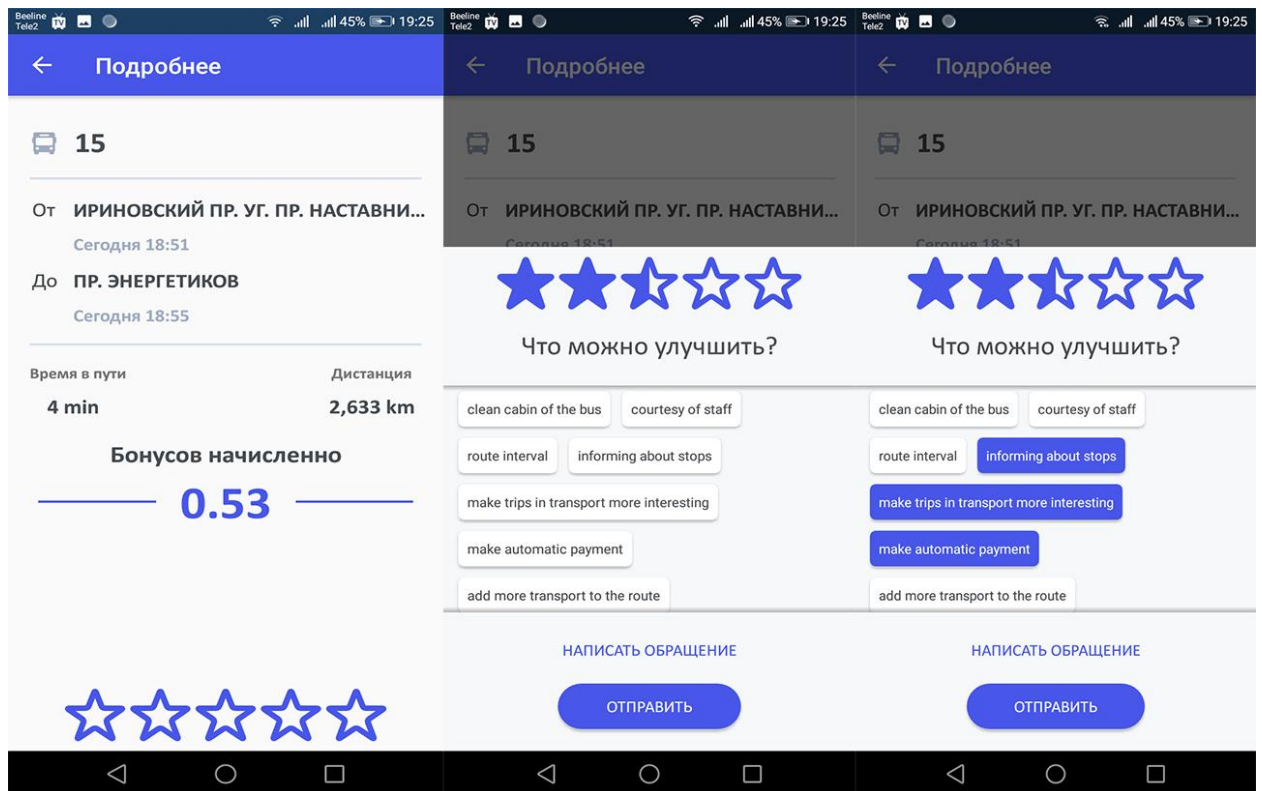 Beeline
Tele2
TV
45%
19:25
Подробнее
15
От ИРИНОВСКИЙ ПР. УГ. ПР. НАСТАВНИ...
Сегодня 18:51
До ПР. ЭНЕРГЕТИКОВ
Сегодня 18:55
Время в пути Дистанция
4 min 2,633 km
Бонусов начисленно
0.53
Beeline
Tele2
TV
45%
19:25
Подробнее
15
От ИРИНОВСКИЙ ПР. УГ. ПР. НАСТАВНИ...
Сегодня 18:51
Что можно улучшить?
clean cabin of the bus courtesy of staff
route interval informing about stops
make trips in transport more interesting
make automatic payment
add more transport to the route
НАПИСАТЬ ОБРАЩЕНИЕ
ОТПРАВИТЬ
Beeline
Tele2
TV
45%
19:25
Подробнее
15
От ИРИНОВСКИЙ ПР. УГ. ПР. НАСТАВНИ...
Сегодня 18:51
Что можно улучшить?
clean cabin of the bus courtesy of staff
route interval informing about stops
make trips in transport more interesting
make automatic payment
add more transport to the route
НАПИСАТЬ ОБРАЩЕНИЕ
ОТПРАВИТЬ